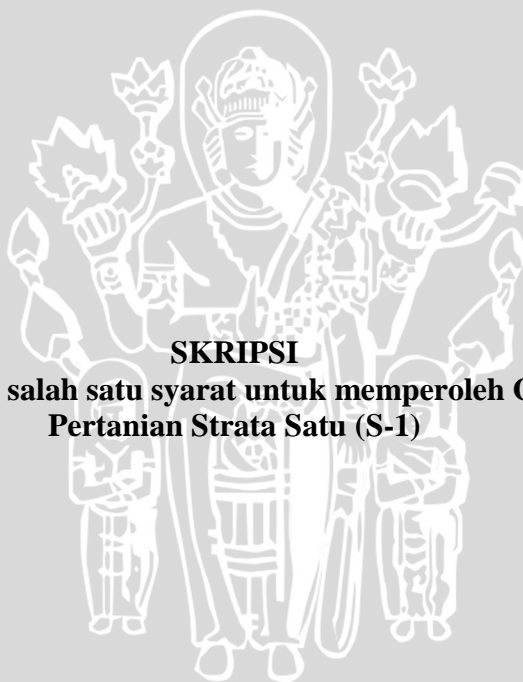 SKRIPSI
salah satu syarat untuk memperoleh
Pertanian Strata Satu (S-1)